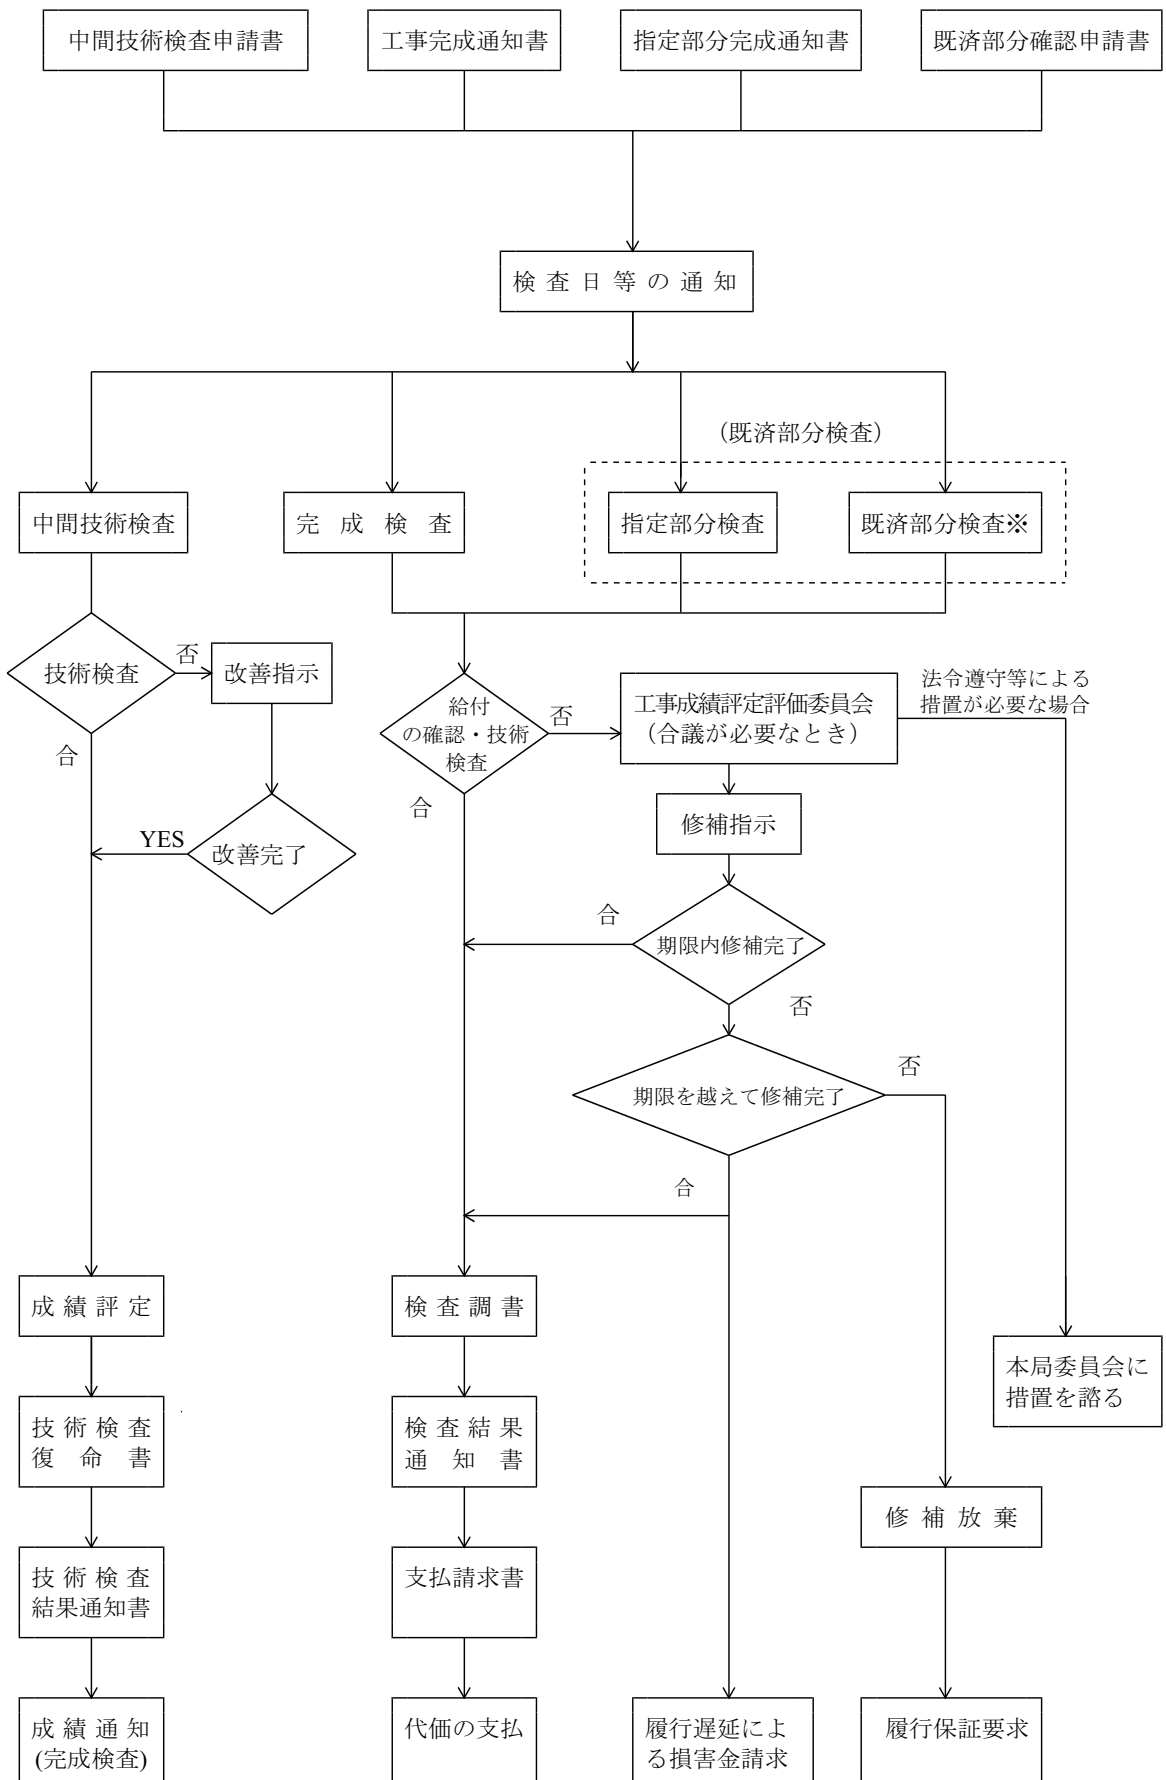 中間技術検査申請書
工事完成通知書
指定部分完成通知書
既済部分確認申請書
検査日等の通知
（既済部分検査）
中間技術検査
完成検査
指定部分検査
既済部分検査※
技術検査
否
改善指示
合
YES
改善完了
給付
の確認・技術
検査
否
合
工事成績評定評価委員会
（合議が必要なとき）
法令遵守等による
措置が必要な場合
修補指示
合
期限内修補完了
否
期限を越えて修補完了
否
合
成績評定
検査調書
本局委員会に
措置を諮る
技術検査
復命書
検査結果
通知書
修補放棄
技術検査
結果通知書
支払請求書
成績通知
(完成検査)
代価の支払
履行遅延によ
る損害金請求
履行保証要求